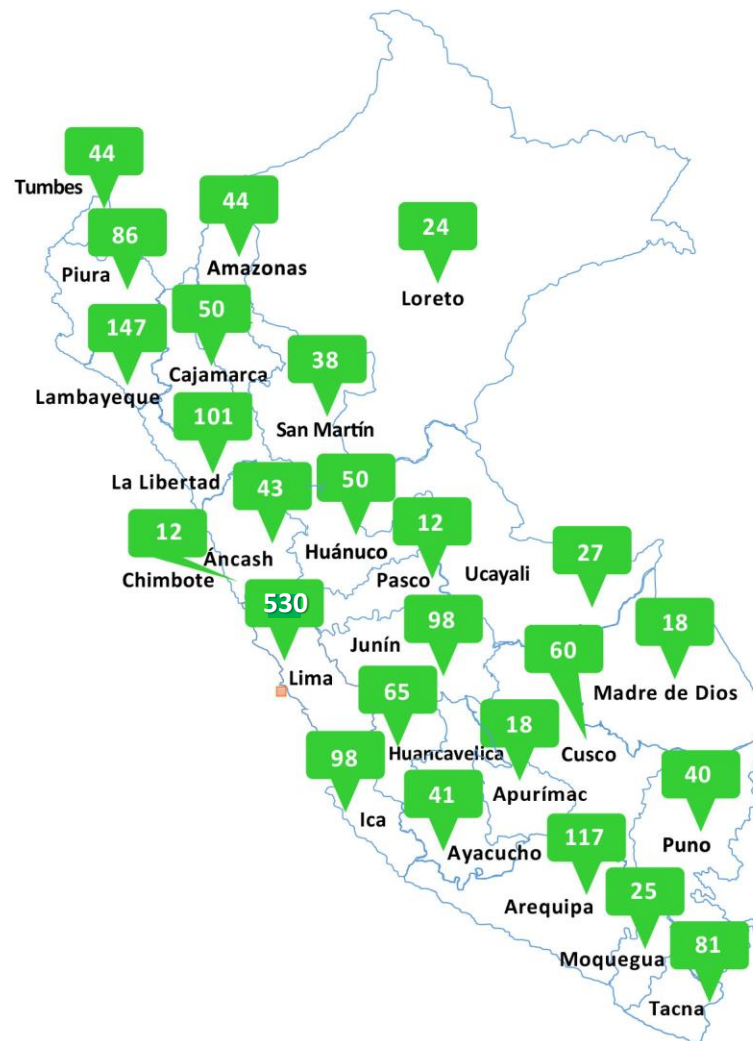 44
Tumbes
44
Amazonas
24
Loreto
86
Piura
50
Cajamarca
147
Lambayeque
38
San Martín
101
La Libertad
43
Áncash
50
Huánuco
12
Chimbote
12
Pasco
27
Ucayali
530
Lima
98
Junín
60
Cusco
18
Madre de Dios
65
Huancavelica
18
Apurímac
98
Ica
41
Ayacucho
40
Puno
117
Arequipa
25
Moquegua
81
Tacna